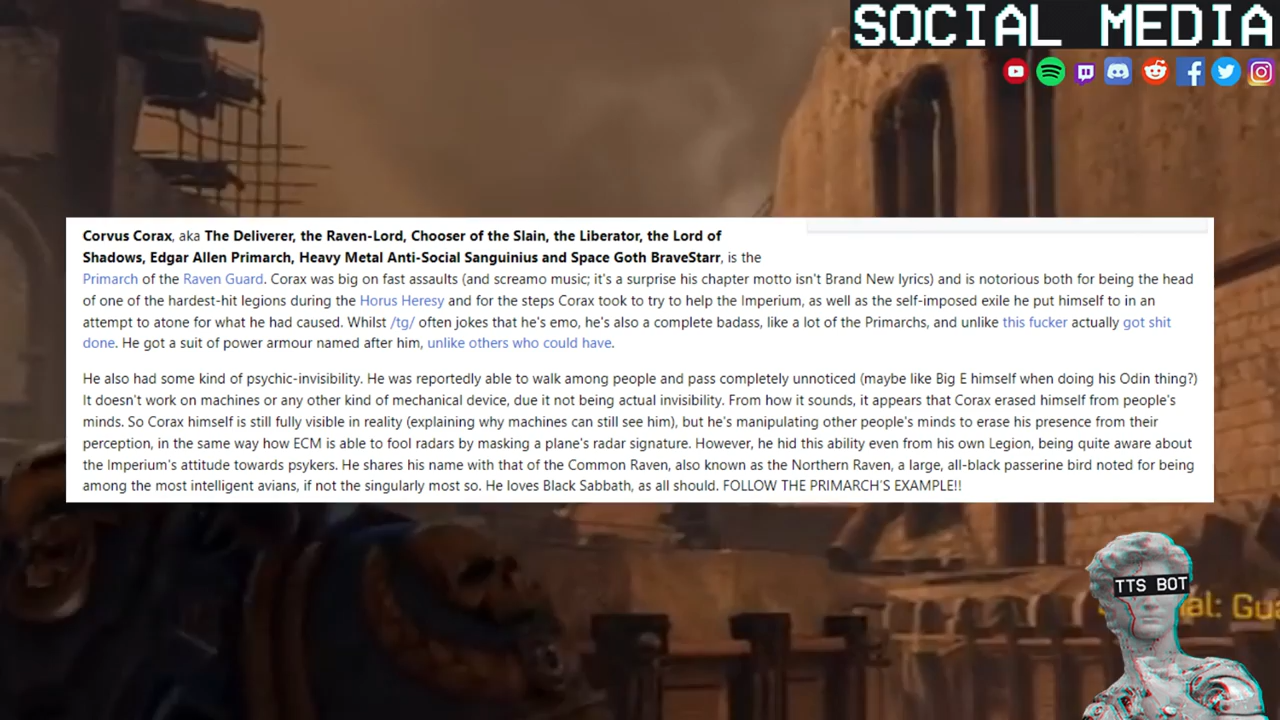 SOCIAL MEDIA
Corvus Corax, aka The Deliverer, the Raven-Lord, Chooser of the Slain, the Liberator, the Lord of
Shadows, Edgar Allen Primarch, Heavy Metal Anti-Social Sanguinius and Space Goth BraveStarr, is the
Primarch of the Raven Guard. Corax was big on fast assaults (and screamo music; it's a surprise his chapter motto isn't Brand New lyrics) and is notorious both for being the head
of one of the hardest-hit legions during the Horus Heresy and for the steps Corax took to try to help the Imperium, as well as the self-imposed exile he put himself to in an
attempt to atone for what he had caused. Whilst /tg/ often jokes that he's emo, he's also a complete badass, like a lot of the Primarchs, and unlike this fucker actually got shit
done. He got a suit of power armour named after him, unlike others who could have.
He also had some kind of psychic-invisibility. He was reportedly able to walk among people and pass completely unnoticed (maybe like Big E himself when doing his Odin thing?)
It doesn't work on machines or any other kind of mechanical device, due it not being actual invisibility. From how it sounds, it appears that Corax erased himself from people's
minds. So Corax himself is still fully visible in reality (explaining why machines can still see him), but he's manipulating other people's minds to erase his presence from their
perception, in the same way how ECM is able to fool radars by masking a plane's radar signature. However, he hid this ability even from his own Legion, being quite aware about
the Imperium's attitude towards psykers. He shares his name with that of the Common Raven, also known as the Northern Raven, a large, all-black passerine bird noted for being
among the most intelligent avians, if not the singularly most so. He loves Black Sabbath, as all should. FOLLOW THE PRIMARCH'S EXAMPLE!!
TTS BOT